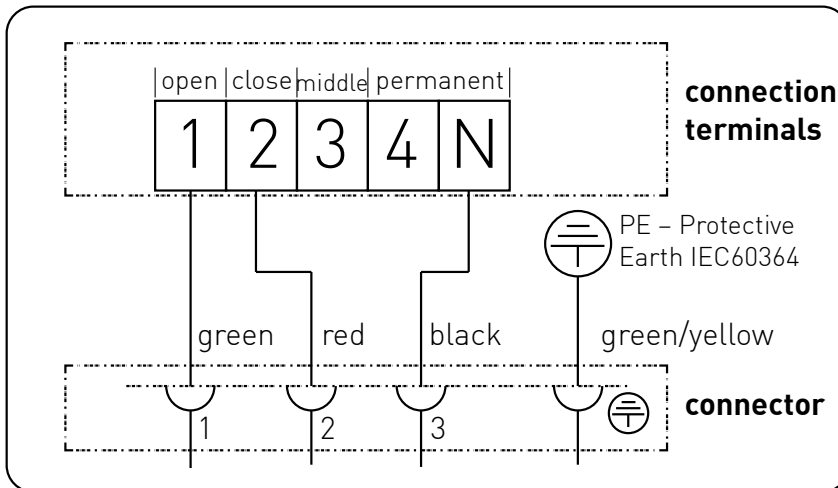 open close middle permanent
1 2 3 4 N
connection
terminals
PE – Protective
Earth IEC60364
green red black green/yellow
connector
1 2 3